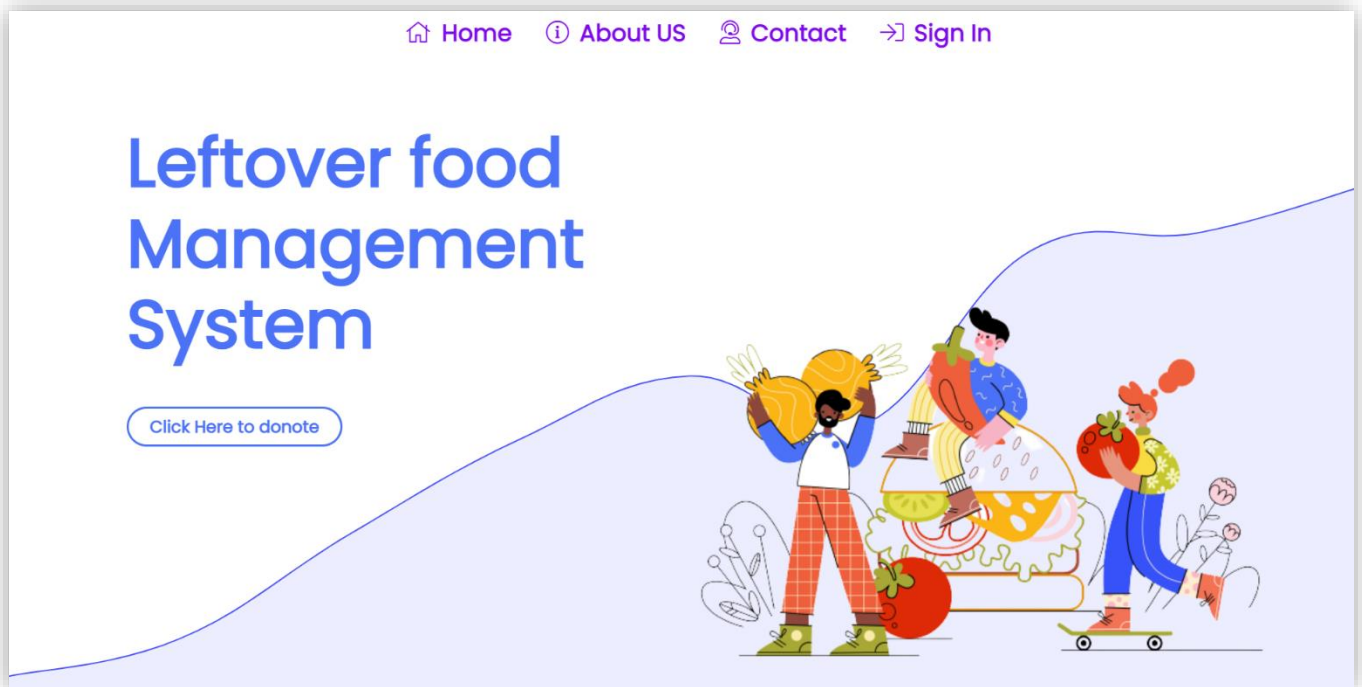 Home About US Contact Sign In
Leftover food
Management
System
Click Here to donote